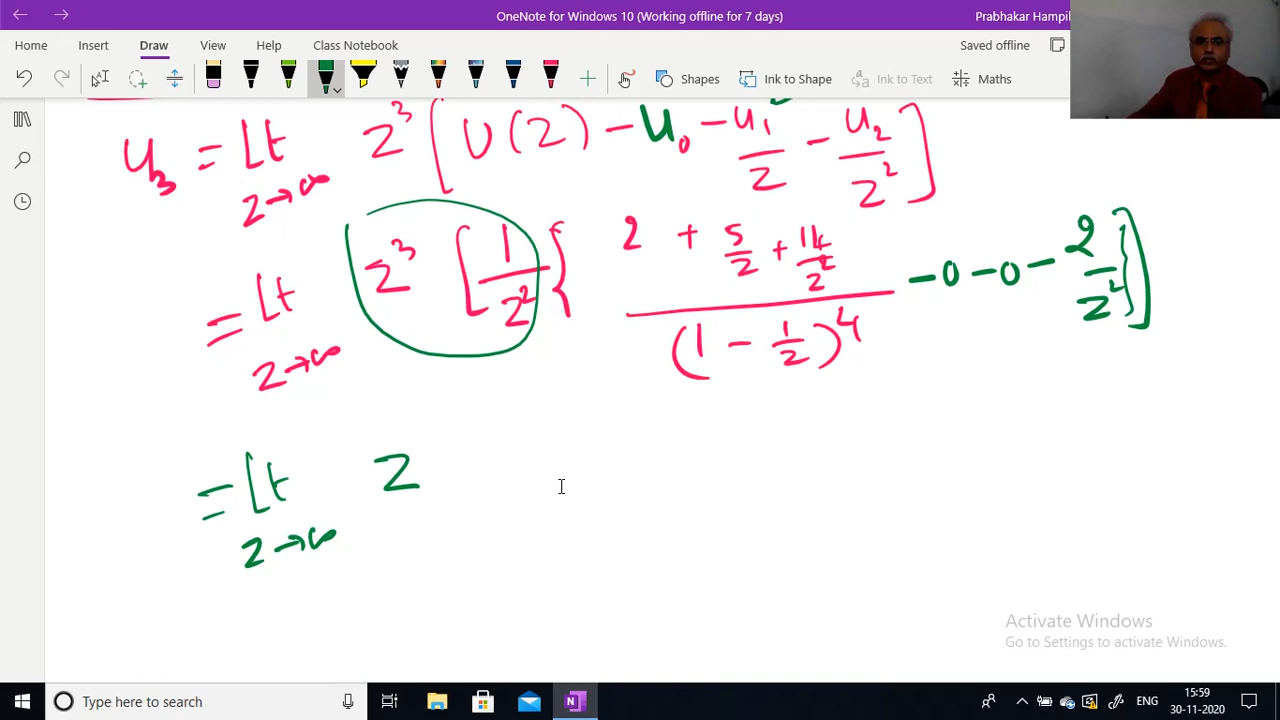 OneNote for Windows 10 (Working offline for 7 days) Prabhakar Hampil
Home Insert Draw View Help Class Notebook Saved offline
Shapes Ink to Shape Ink to Text Maths
u₃ = Lt z→∞ z³ [ U(z) − u₀ − u₁/z − u₂/z² ]
= Lt z→∞ z³ [ 1/z² { (2 + 5/z + 14/z²) / (1 − 1/z)⁴ − 0 − 0 − 2/z² } ]
= Lt z→∞ z
Activate Windows
Go to Settings to activate Windows.
Type here to search ENG 15:59
30-11-2020